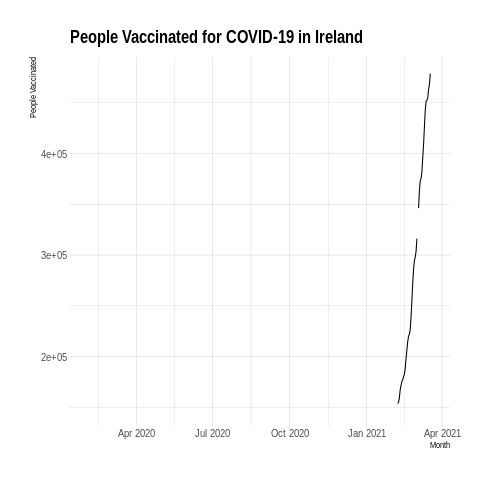 People Vaccinated for COVID-19 in Ireland
People Vaccinated
4e+05
3e+05
2e+05
Apr 2020 Jul 2020 Oct 2020 Jan 2021 Apr 2021
Month